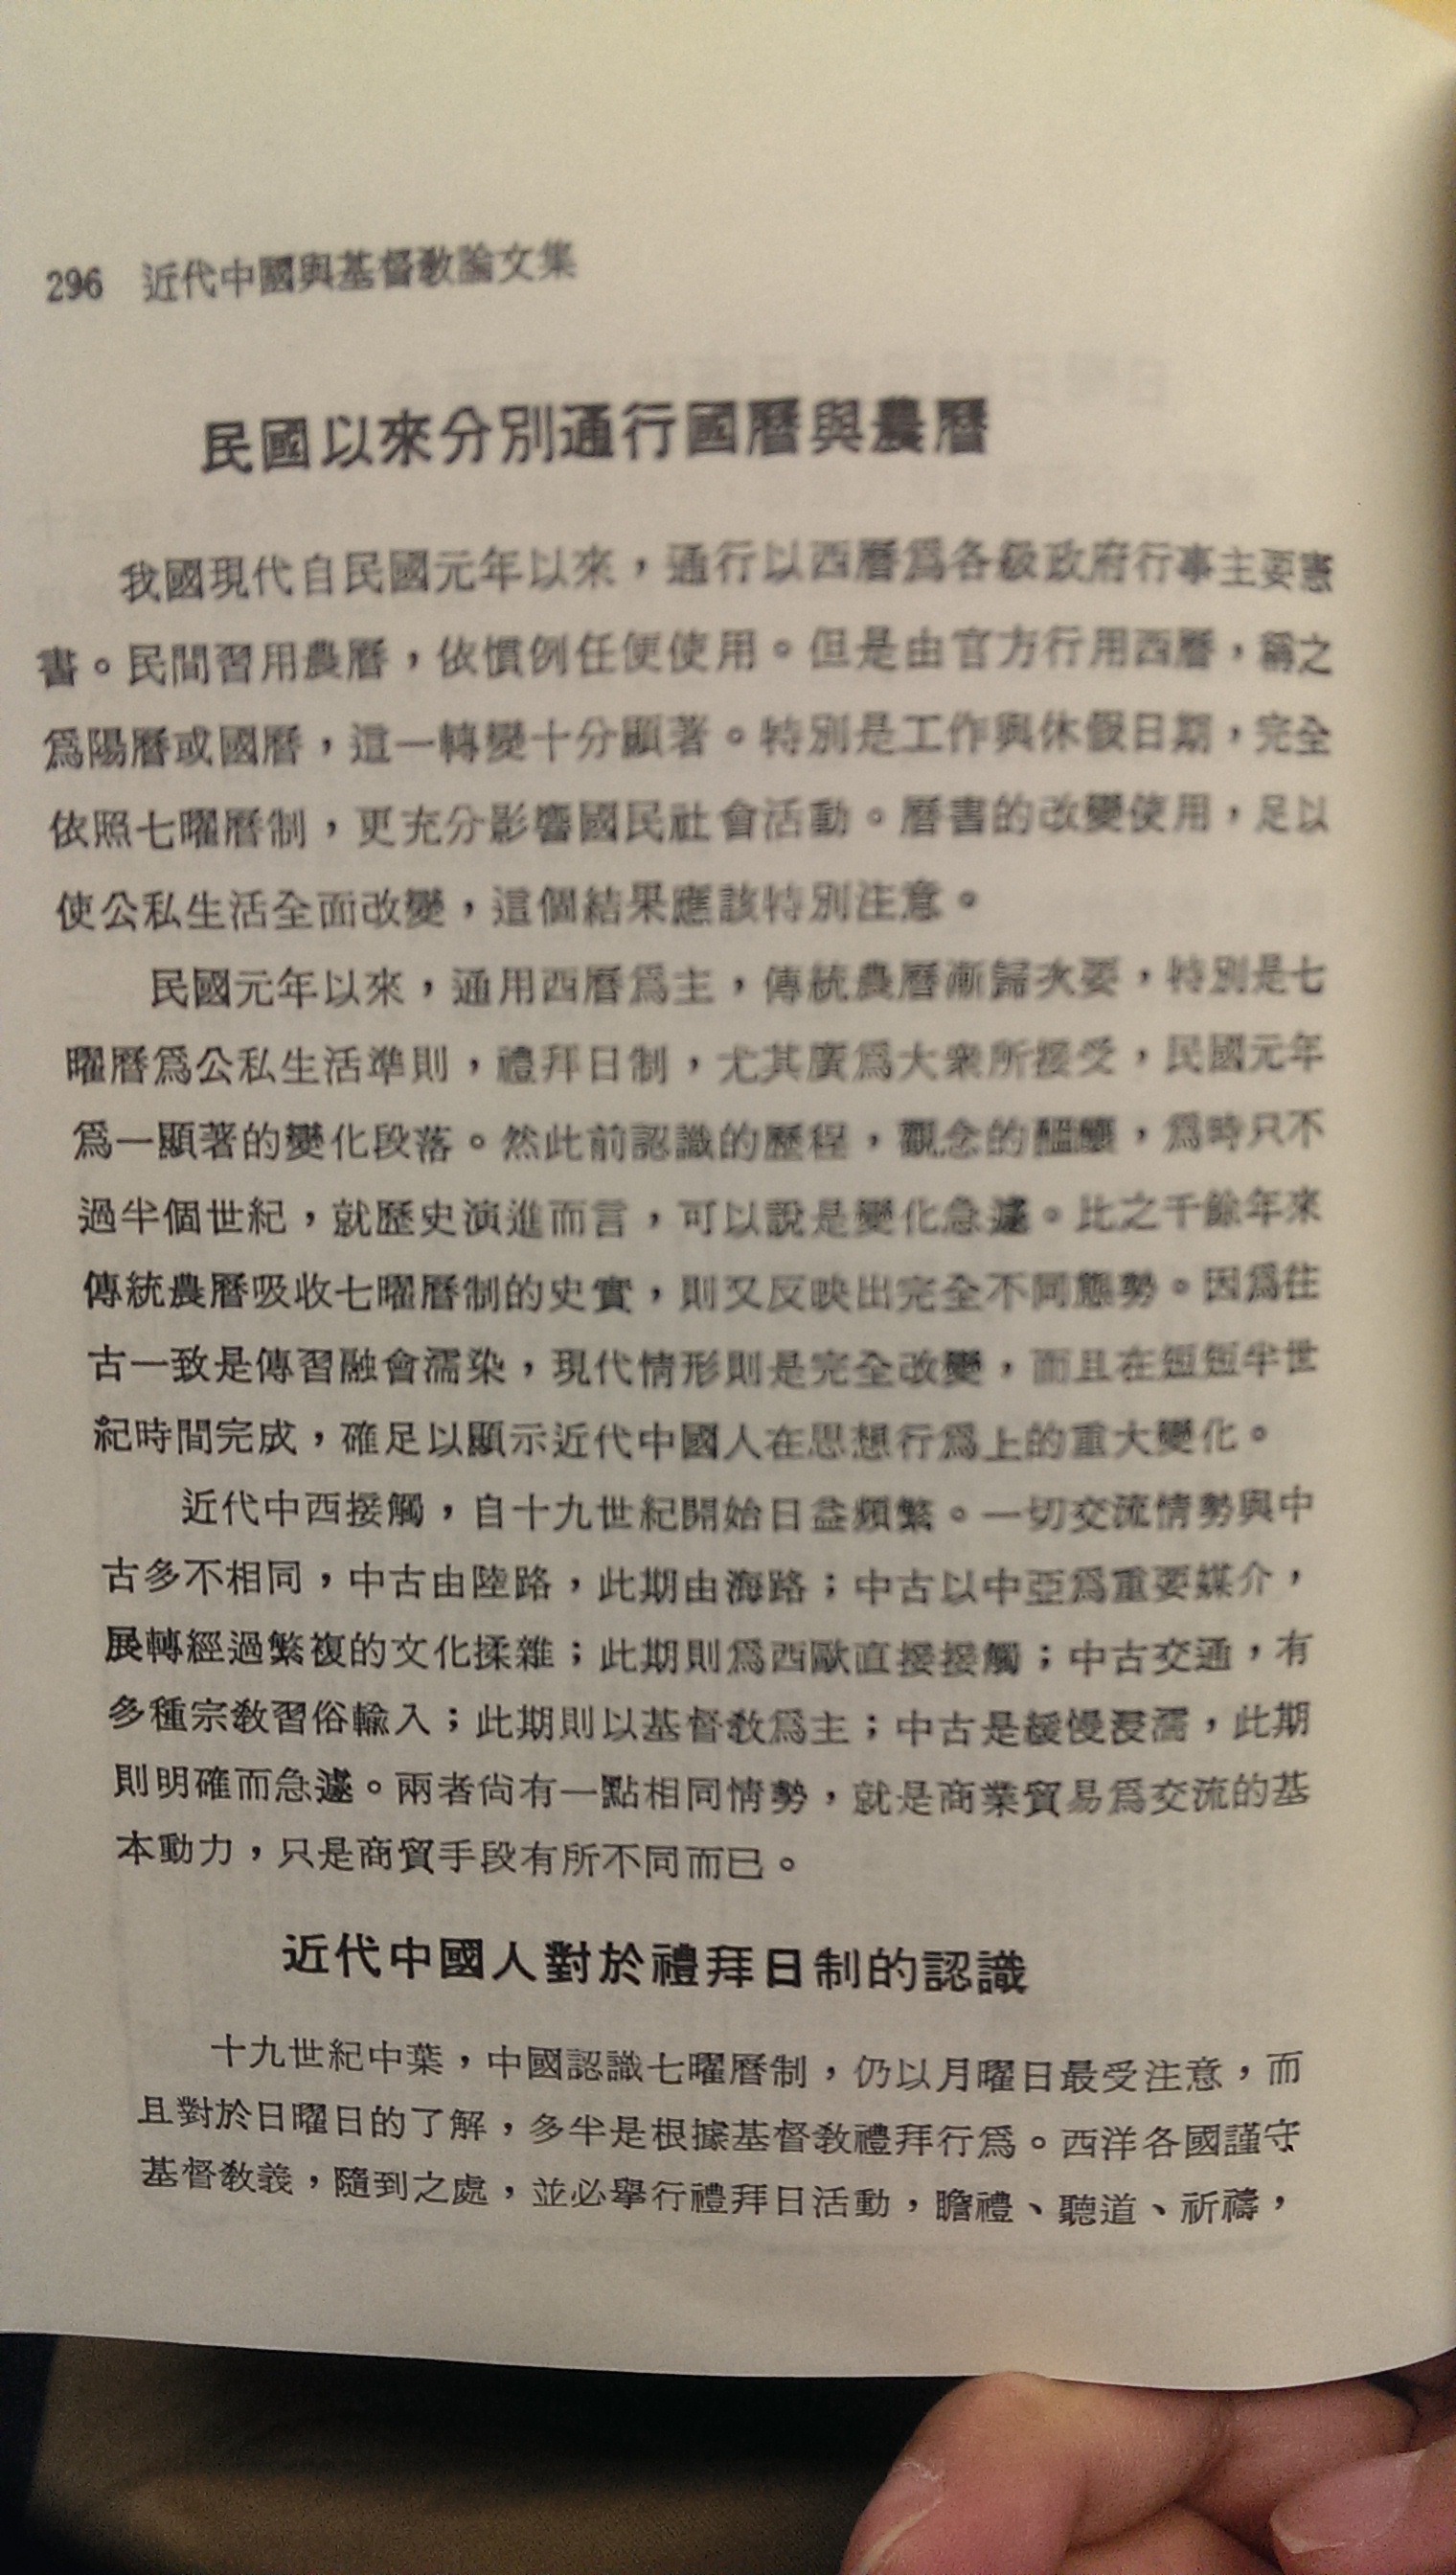 296 近代中國與基督教論文集
民國以來分別通行國曆與農曆
我國現代自民國元年以來，通行以西曆爲各級政府行事主要憲
書。民間習用農曆，依慣例任便使用。但是由官方行用西曆，稱之
爲陽曆或國曆，這一轉變十分顯著。特別是工作與休假日期，完全
依照七曜曆制，更充分影響國民社會活動。曆書的改變使用，足以
使公私生活全面改變，這個結果應該特別注意。
民國元年以來，通用西曆爲主，傳統農曆漸歸次要，特別是七
曜曆爲公私生活準則，禮拜日制，尤其廣爲大衆所接受，民國元年
爲一顯著的變化段落。然此前認識的歷程，觀念的醞釀，爲時只不
過半個世紀，就歷史演進而言，可以說是變化急遽。比之千餘年來
傳統農曆吸收七曜曆制的史實，則又反映出完全不同態勢。因爲往
古一致是傳習融會濡染，現代情形則是完全改變，而且在短短半世
紀時間完成，確足以顯示近代中國人在思想行爲上的重大變化。
近代中西接觸，自十九世紀開始日益頻繁。一切交流情勢與中
古多不相同，中古由陸路，此期由海路；中古以中亞爲重要媒介，
展轉經過繁複的文化揉雜；此期則爲西歐直接接觸；中古交通，有
多種宗教習俗輸入；此期則以基督教爲主；中古是緩慢浸濡，此期
則明確而急遽。兩者尙有一點相同情勢，就是商業貿易爲交流的基
本動力，只是商貿手段有所不同而已。
近代中國人對於禮拜日制的認識
十九世紀中葉，中國認識七曜曆制，仍以月曜日最受注意，而
且對於日曜日的了解，多半是根據基督教禮拜行爲。西洋各國謹守
基督教義，隨到之處，並必舉行禮拜日活動，瞻禮、聽道、祈禱，